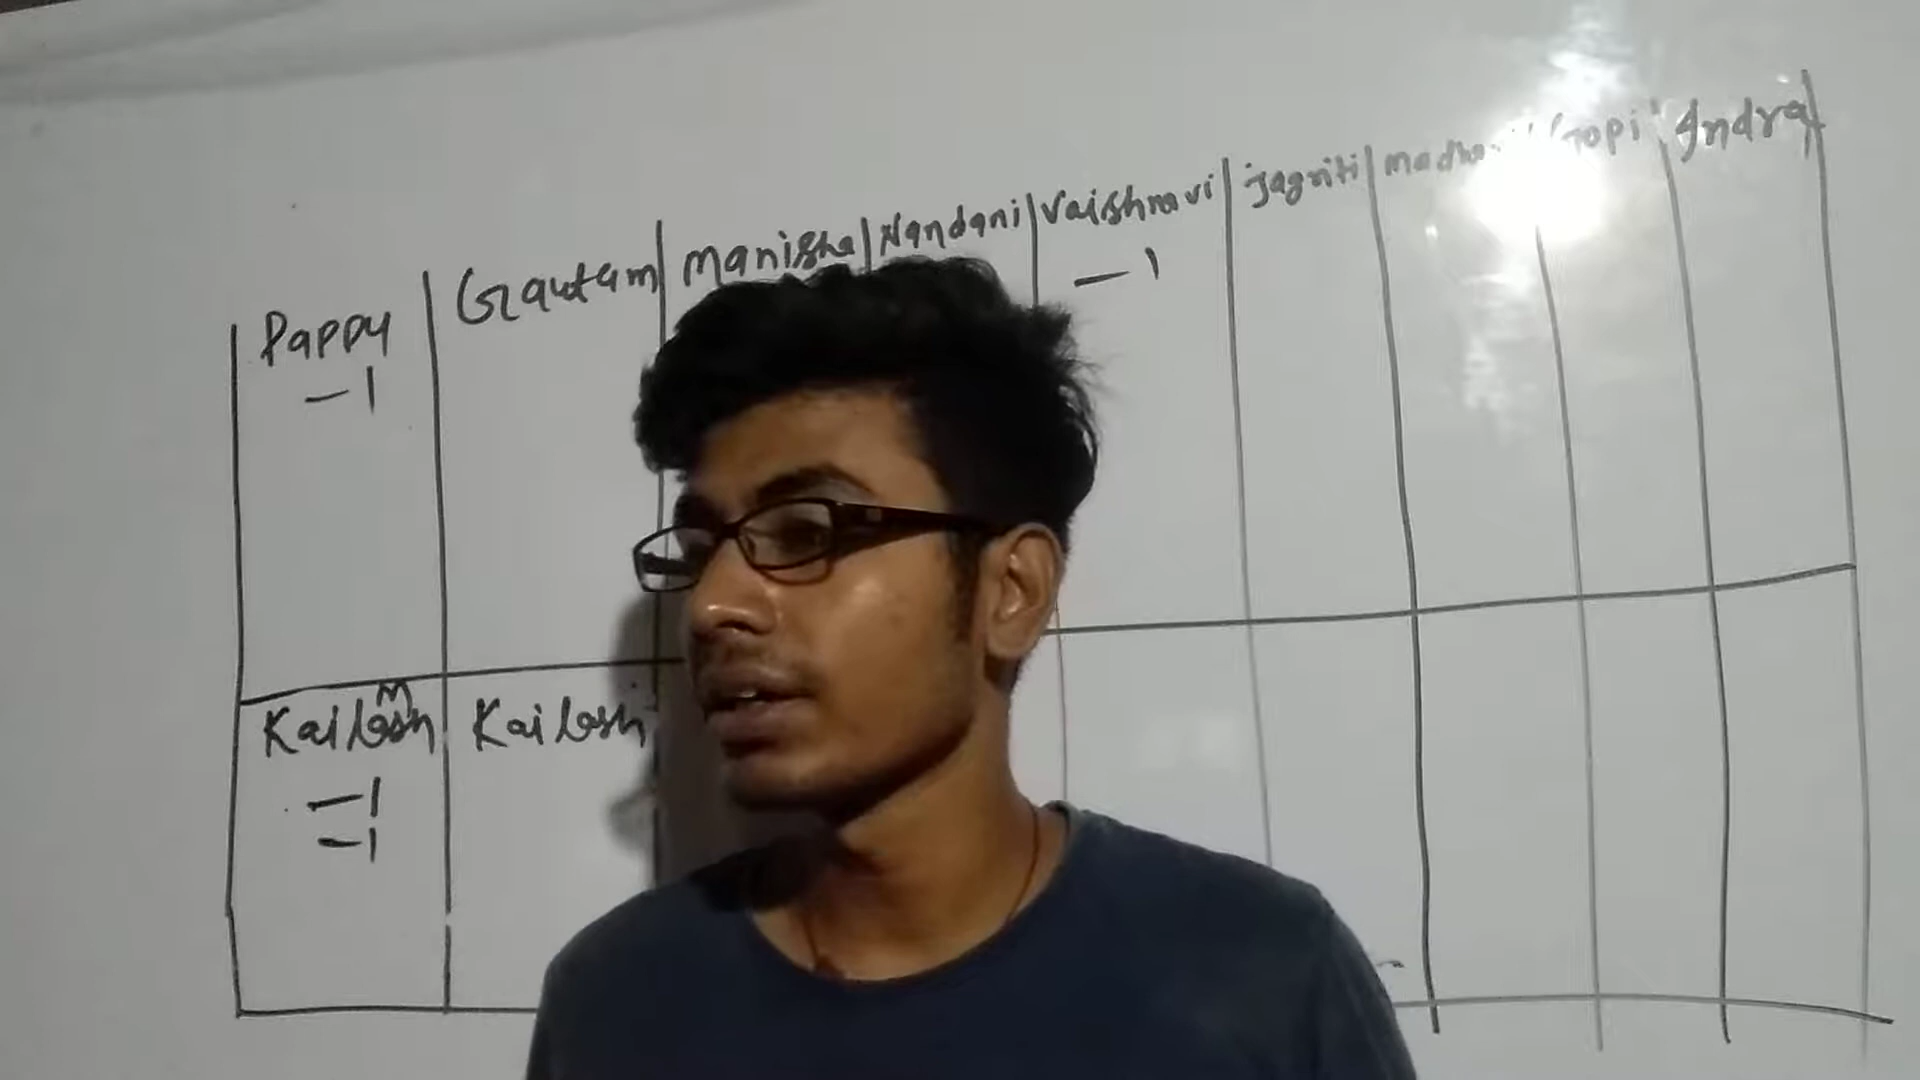 Pappy Gautam Manisha Nandani Vaishnavi Jagriti Gopi Indra
-1 -1
M
Kailash Kailash
-1
-1